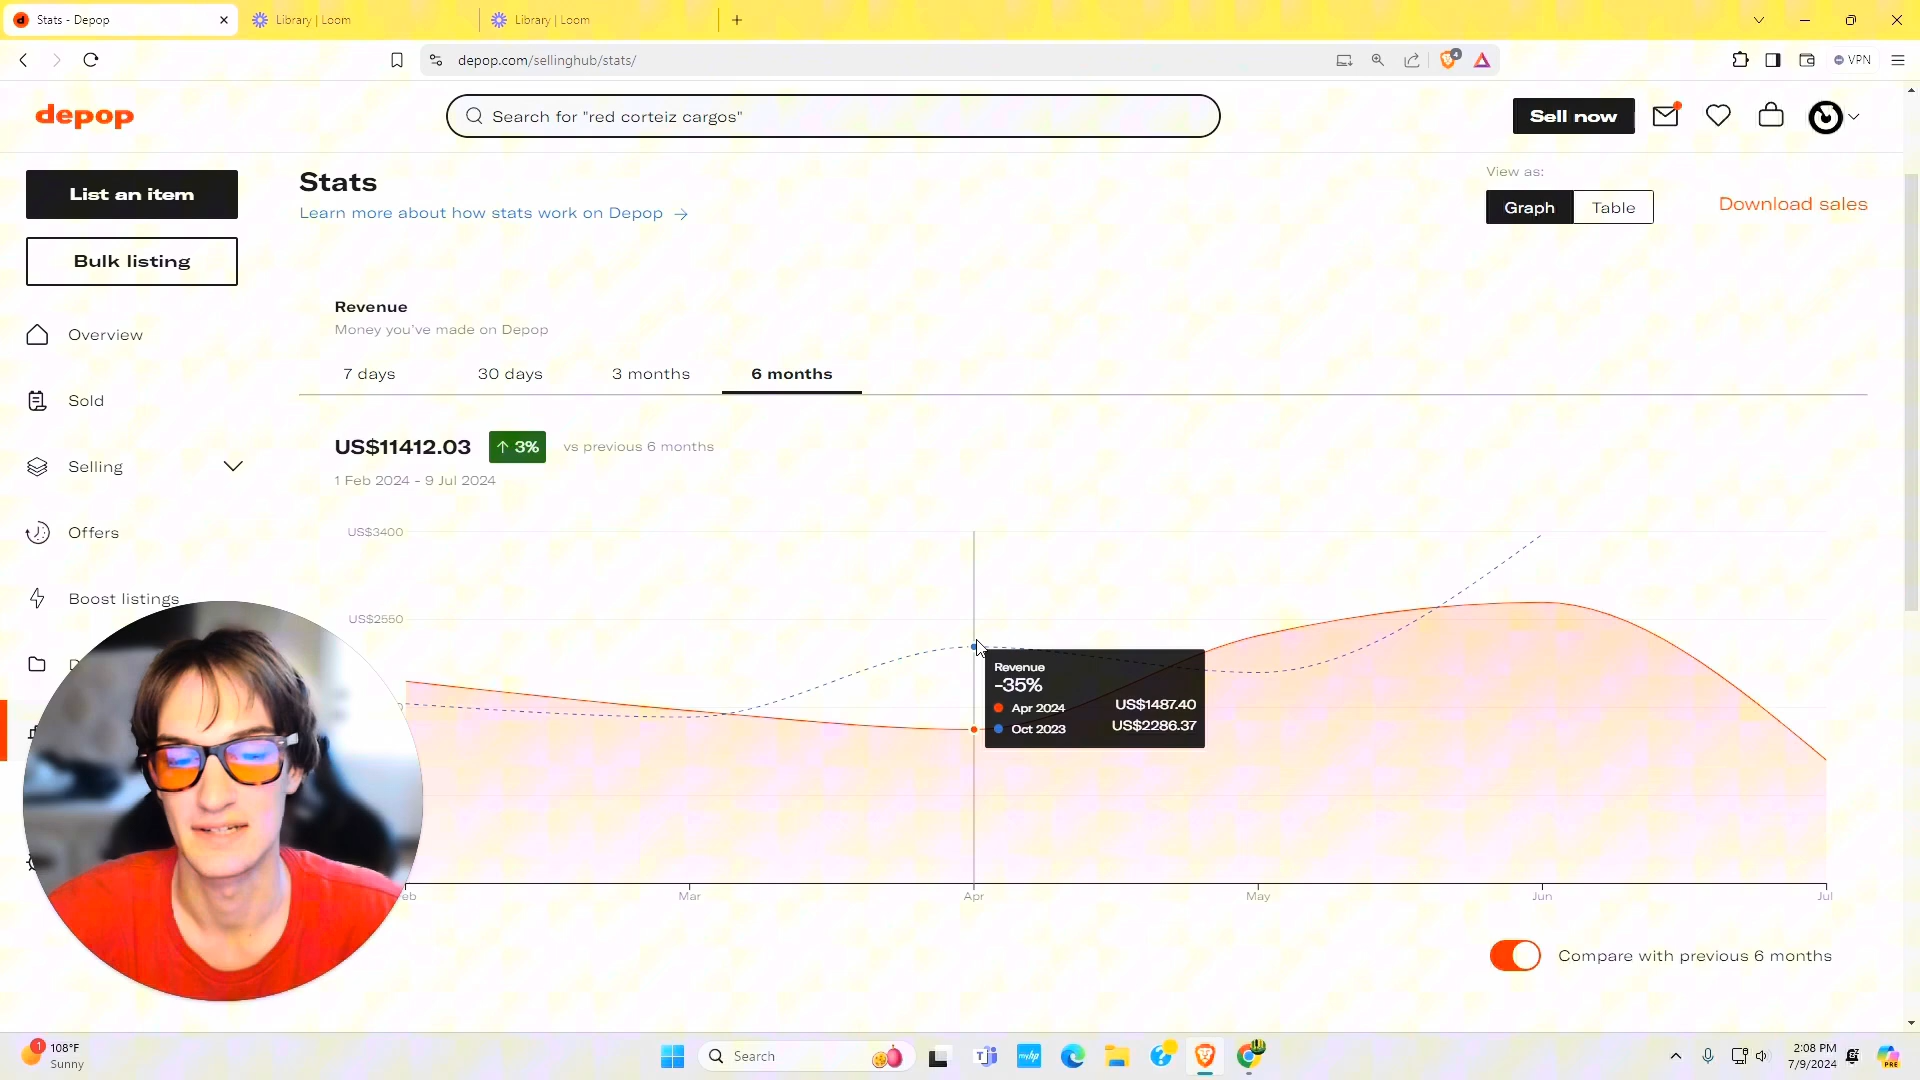 Stats - Depop
Library | Loom
Library | Loom
depop.com/sellinghub/stats/
4
VPN
depop
Search for "red corteiz cargos"
Sell now
List an item
Bulk listing
Overview
Sold
Selling
Offers
Boost listings
Stats
Learn more about how stats work on Depop →
View as:
Graph
Table
Download sales
Revenue
Money you've made on Depop
7 days
30 days
3 months
6 months
US$11412.03
↑ 3%
vs previous 6 months
1 Feb 2024 - 9 Jul 2024
US$3400
US$2550
Revenue
-35%
Apr 2024 US$1487.40
Oct 2023 US$2286.37
eb
Mar
Apr
May
Jun
Jul
Compare with previous 6 months
1
108°F
Sunny
Search
myhp
2:08 PM
7/9/2024
PRE